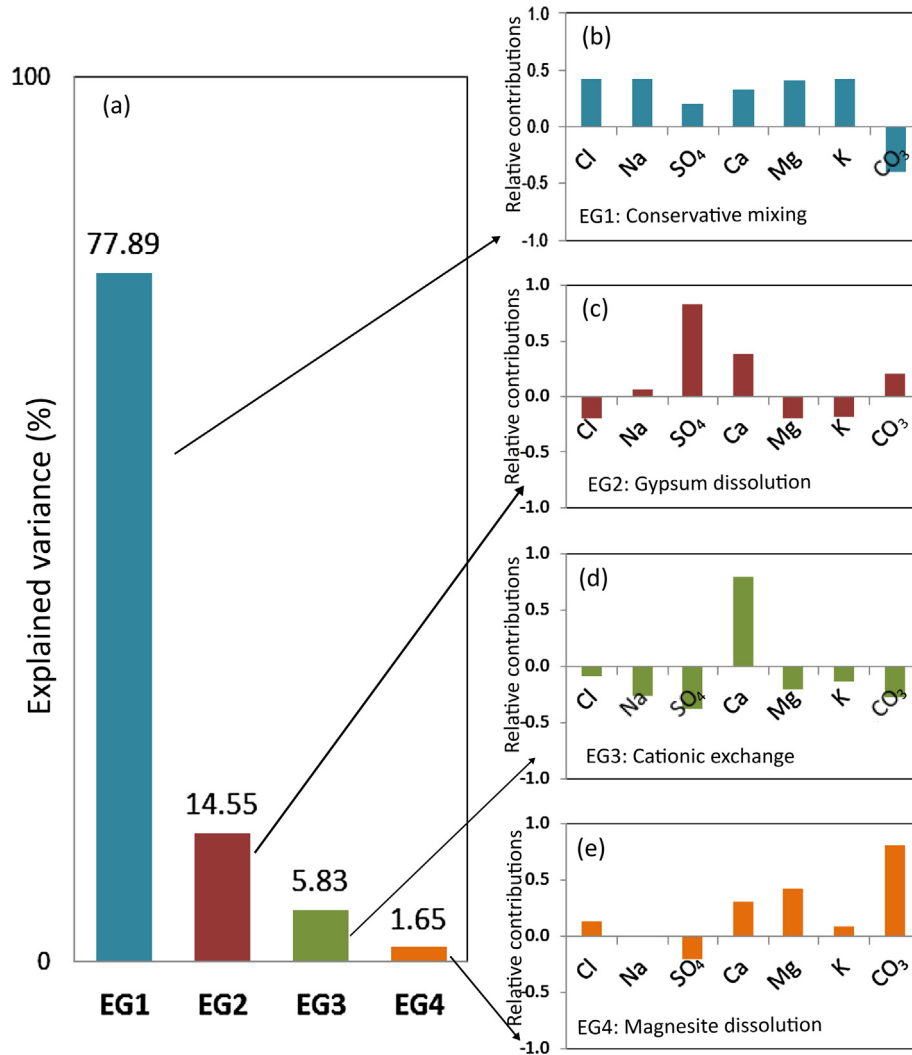 (a)
100
0
Explained variance (%)
77.89
14.55
5.83
1.65
EG1 EG2 EG3 EG4
(b)
Relative contributions
1.0
0.5
0.0
-0.5
-1.0
Cl Na SO₄ Ca Mg K CO₃
EG1: Conservative mixing
(c)
Relative contributions
1.0
0.5
0.0
-0.5
-1.0
Cl Na SO₄ Ca Mg K CO₃
EG2: Gypsum dissolution
(d)
Relative contributions
1.0
0.5
0.0
-0.5
-1.0
Cl Na SO₄ Ca Mg K CO₃
EG3: Cationic exchange
(e)
Relative contributions
1.0
0.5
0.0
-0.5
-1.0
Cl Na SO₄ Ca Mg K CO₃
EG4: Magnesite dissolution